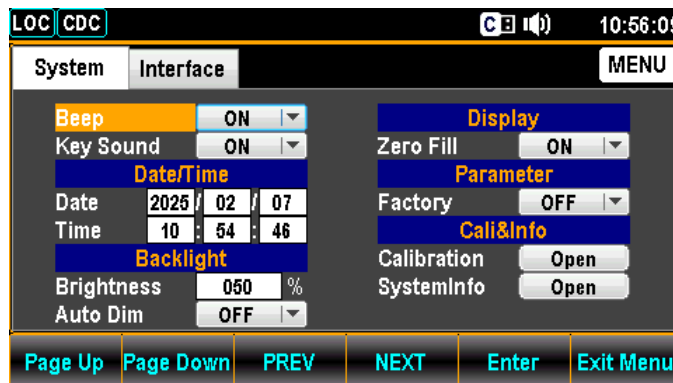 LOC CDC C 10:56:09
System Interface MENU
Beep ON
Key Sound ON
Date/Time
Date 2025 / 02 / 07
Time 10 : 54 : 46
Backlight
Brightness 050 %
Auto Dim OFF
Display
Zero Fill ON
Parameter
Factory OFF
Cali&Info
Calibration Open
SystemInfo Open
Page Up Page Down PREV NEXT Enter Exit Menu